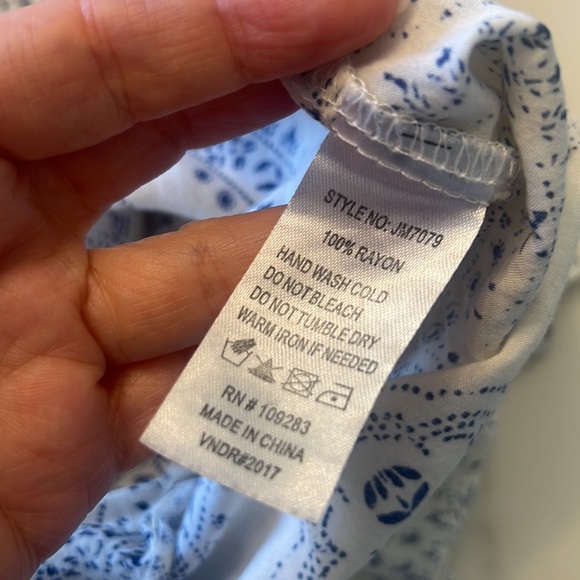 STYLE NO: JM7079
100% RAYON
HAND WASH COLD
DO NOT BLEACH
DO NOT TUMBLE DRY
WARM IRON IF NEEDED
RN # 109283
MADE IN CHINA
VNDR#2017